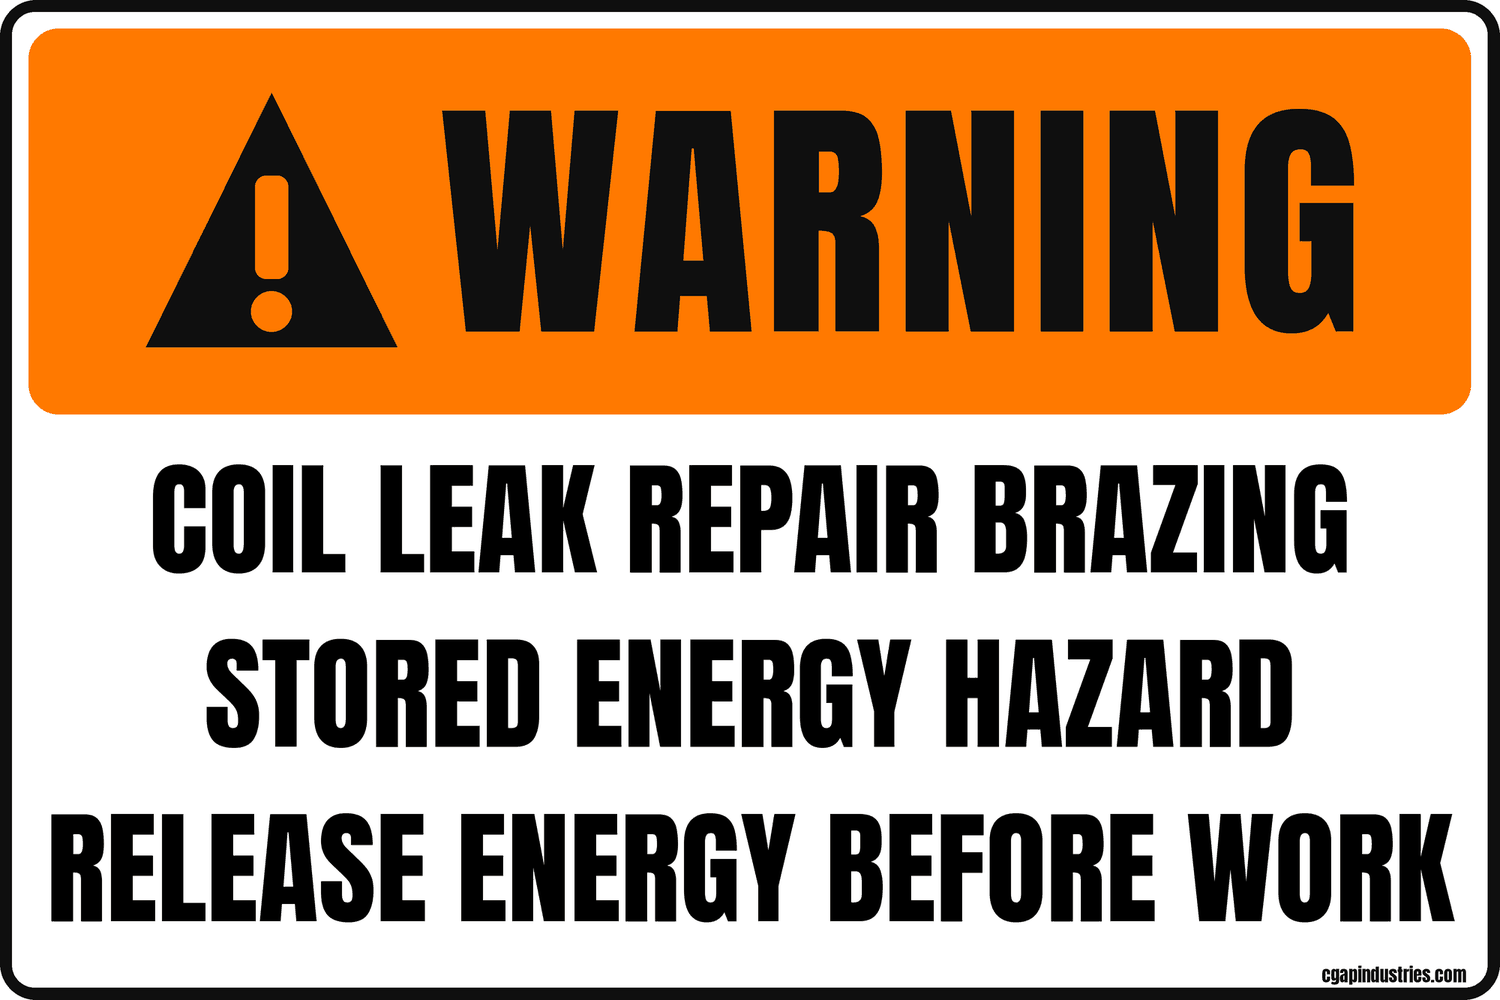 WARNING
COIL LEAK REPAIR BRAZING
STORED ENERGY HAZARD
RELEASE ENERGY BEFORE WORK
cgapindustries.com